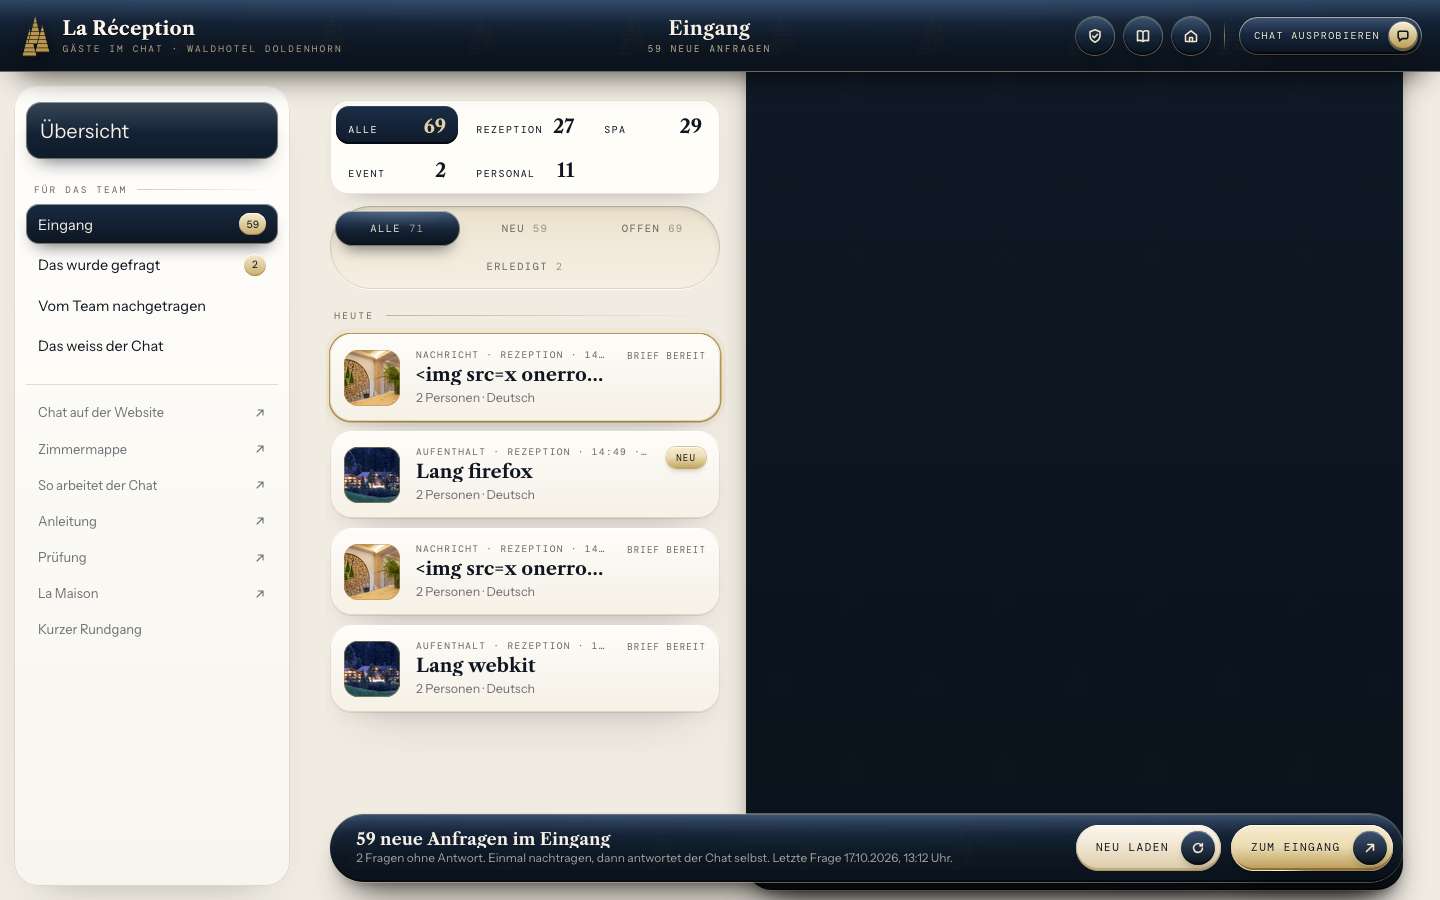 La Réception
GÄSTE IM CHAT · WALDHOTEL DOLDENHORN
Eingang
59 NEUE ANFRAGEN
CHAT AUSPROBIEREN
Übersicht
FÜR DAS TEAM
Eingang 59
Das wurde gefragt 2
Vom Team nachgetragen
Das weiss der Chat
Chat auf der Website
Zimmermappe
So arbeitet der Chat
Anleitung
Prüfung
La Maison
Kurzer Rundgang
ALLE 69 REZEPTION 27 SPA 29
EVENT 2 PERSONAL 11
ALLE 71 NEU 59 OFFEN 69
ERLEDIGT 2
HEUTE
NACHRICHT · REZEPTION · 14… BRIEF BEREIT
<img src=x onerro…
2 Personen · Deutsch
AUFENTHALT · REZEPTION · 14:49 ·… NEU
Lang firefox
2 Personen · Deutsch
NACHRICHT · REZEPTION · 14… BRIEF BEREIT
<img src=x onerro…
2 Personen · Deutsch
AUFENTHALT · REZEPTION · 1… BRIEF BEREIT
Lang webkit
2 Personen · Deutsch
59 neue Anfragen im Eingang
2 Fragen ohne Antwort. Einmal nachtragen, dann antwortet der Chat selbst. Letzte Frage 17.10.2026, 13:12 Uhr.
NEU LADEN
ZUM EINGANG